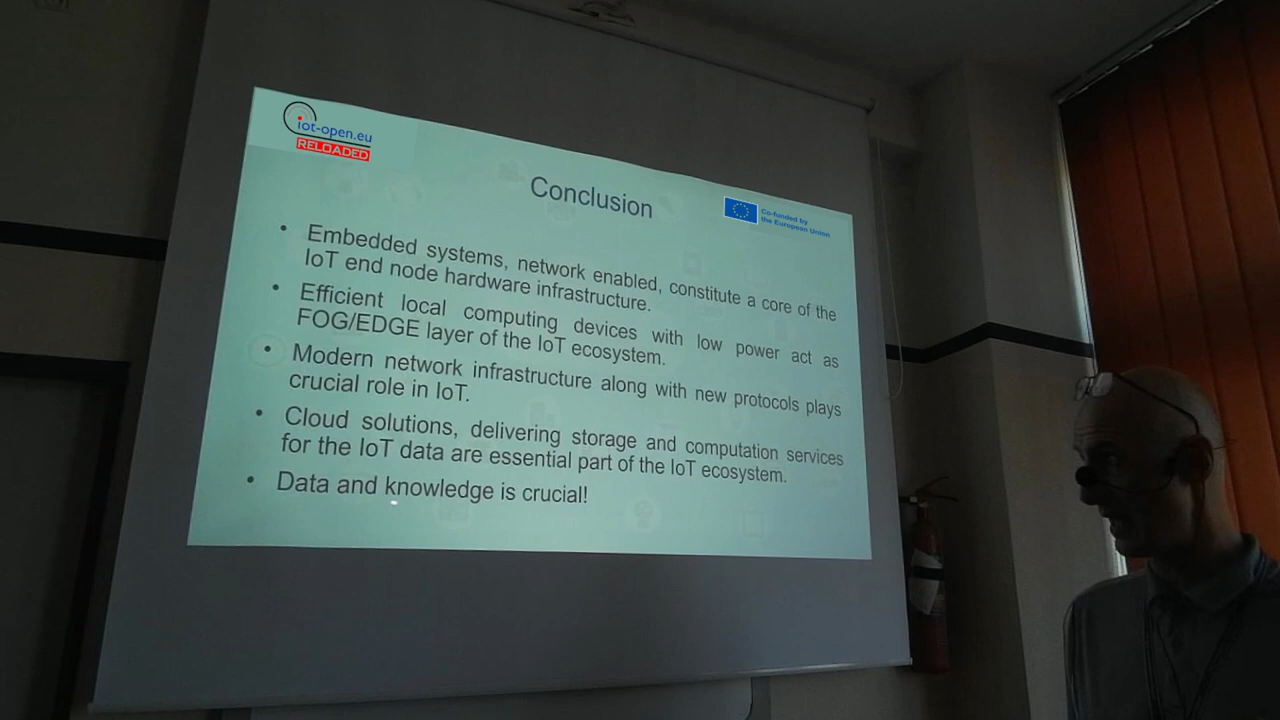 iot-open.eu
RELOADED
Conclusion
Co-funded by
the European Union
• Embedded systems, network enabled, constitute a core of the
IoT end node hardware infrastructure.
• Efficient local computing devices with low power act as
FOG/EDGE layer of the IoT ecosystem.
• Modern network infrastructure along with new protocols plays
crucial role in IoT.
• Cloud solutions, delivering storage and computation services
for the IoT data are essential part of the IoT ecosystem.
• Data and knowledge is crucial!